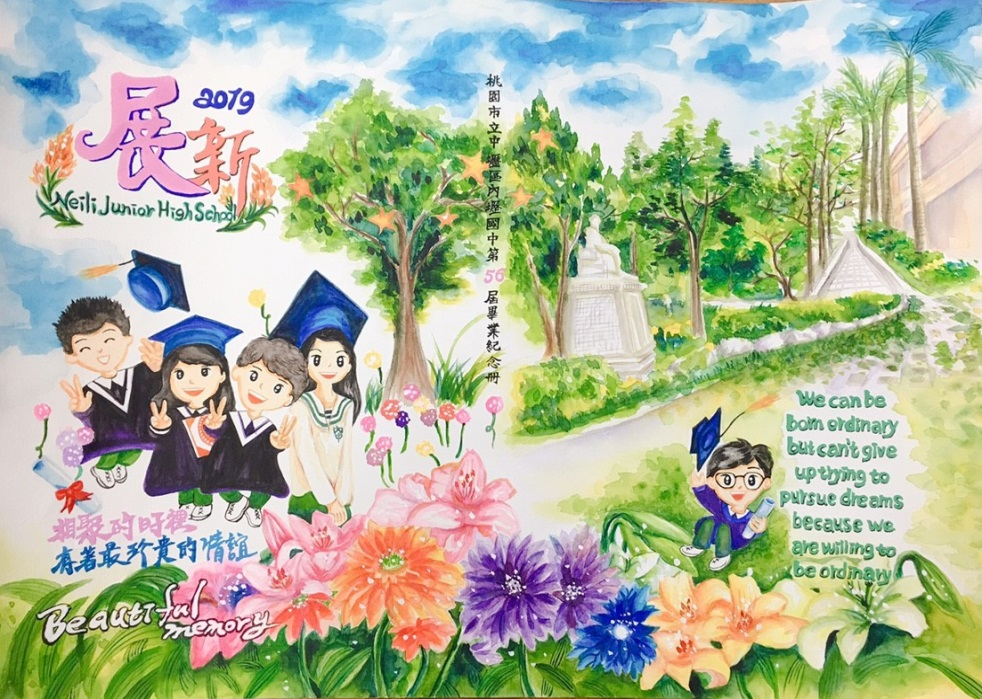 展新
2019
Neili Junior High School
桃園市立中壢區內壢國中第56屆畢業紀念冊
相聚的時裡
有著最珍貴的情誼
Beautiful
memory
We can be
born ordinary
but can't give
up trying to
pursue dreams
because we
are willing to
be ordinary